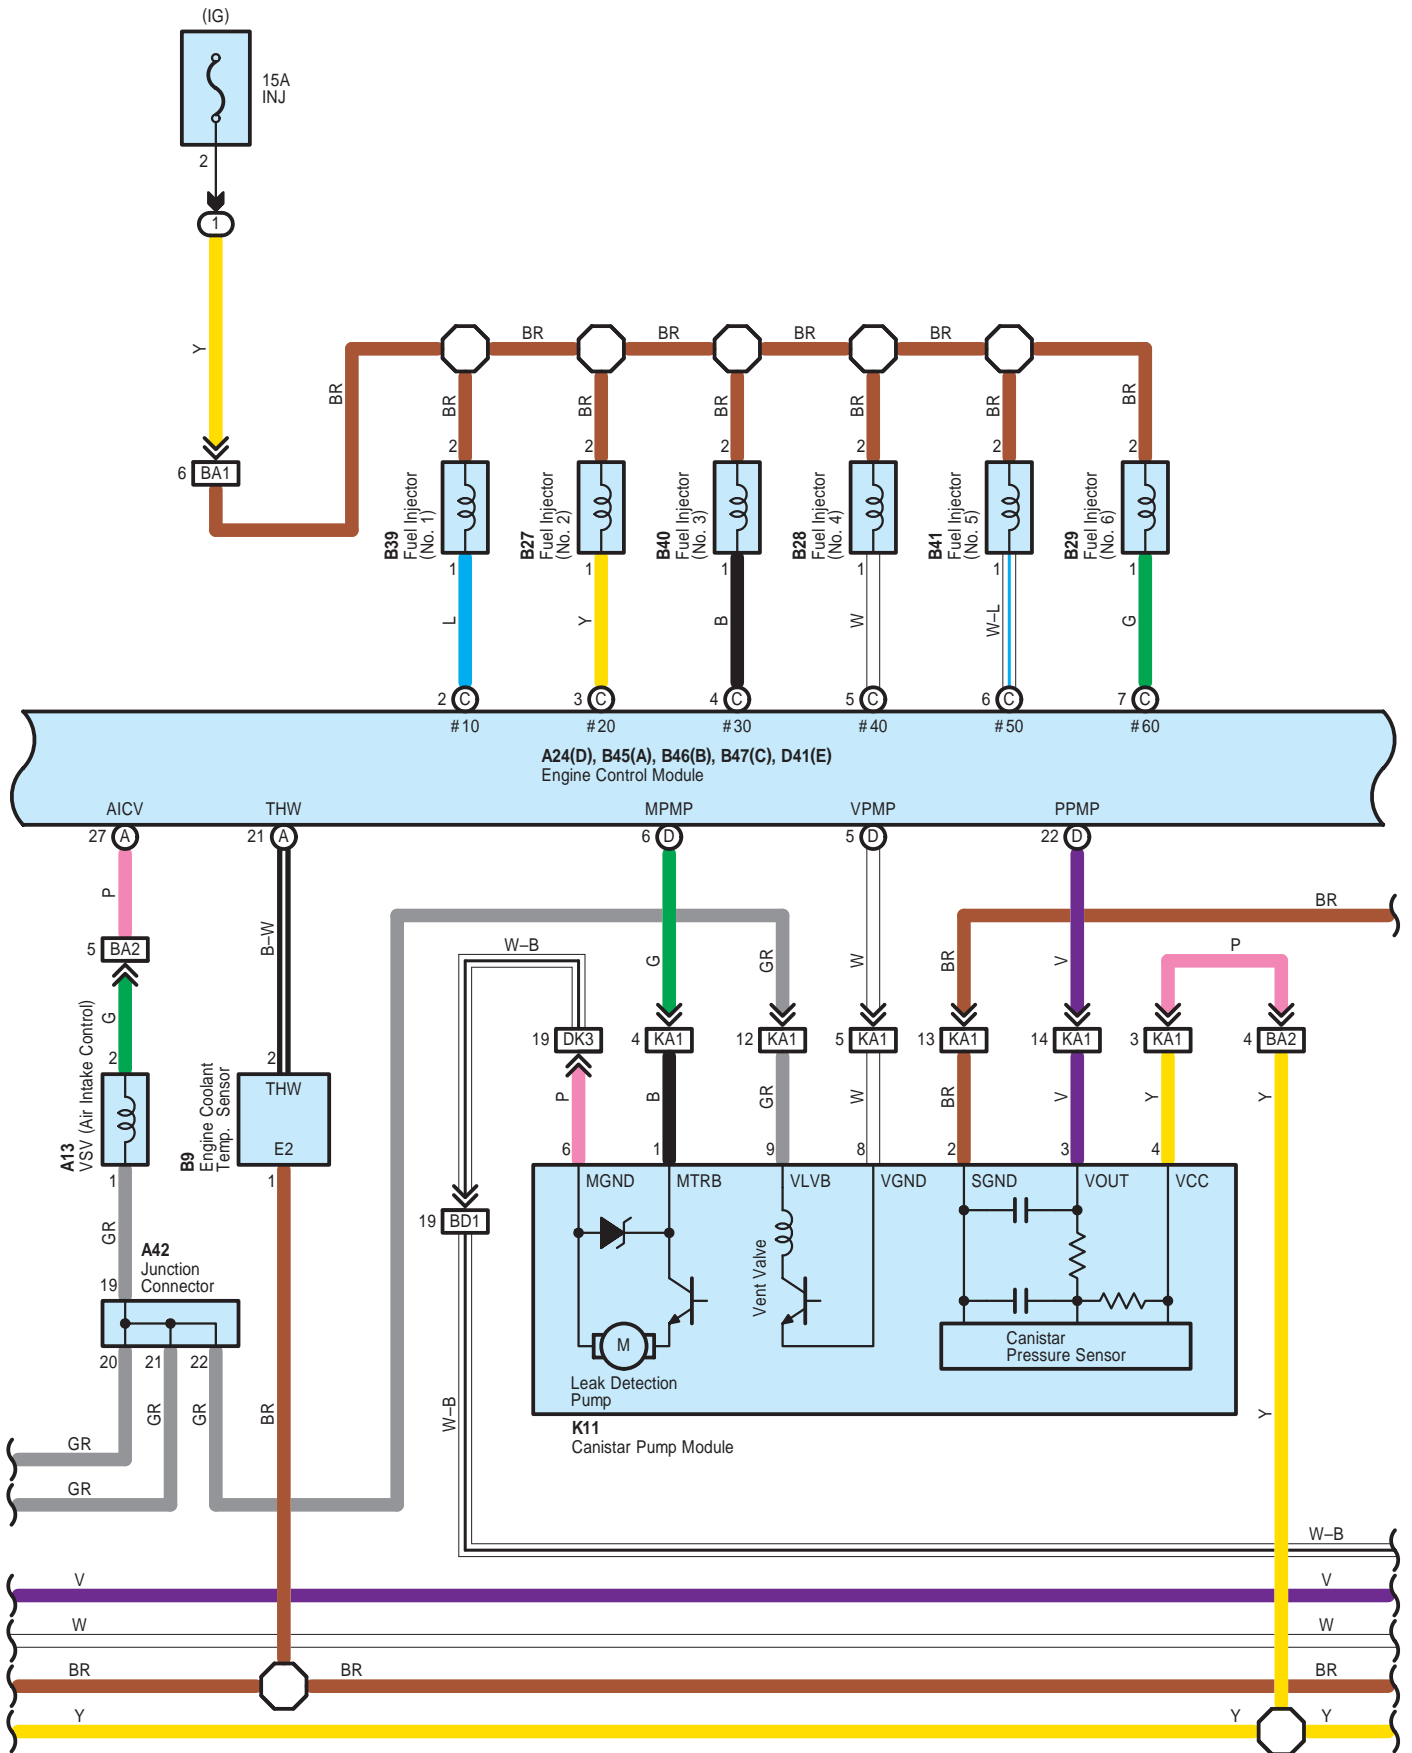 (IG)
15A
INJ
2
1
Y
6 BA1
BR
BR BR BR BR
BR BR BR BR BR BR
2 2 2 2 2 2
B39
Fuel Injector
(No. 1)
B27
Fuel Injector
(No. 2)
B40
Fuel Injector
(No. 3)
B28
Fuel Injector
(No. 4)
B41
Fuel Injector
(No. 5)
B29
Fuel Injector
(No. 6)
1 1 1 1 1 1
L Y B W W–L G
2 C 3 C 4 C 5 C 6 C 7 C
#10 #20 #30 #40 #50 #60
A24(D), B45(A), B46(B), B47(C), D41(E)
Engine Control Module
AICV THW MPMP VPMP PPMP
27 A 21 A 6 D 5 D 22 D
P
B–W
BR
W–B
G
GR
W
BR
V
P
5 BA2
G
19 DK3 4 KA1 12 KA1 5 KA1 13 KA1 14 KA1 3 KA1 4 BA2
2 2
A13
VSV (Air Intake Control)
B9
Engine Coolant
Temp. Sensor
THW
E2
P B GR W BR V Y Y
6 1 9 8 2 3 4
1 1
MGND MTRB VLVB VGND SGND VOUT VCC
19 BD1
GR
A42
Junction
Connector
19
20 21 22
Vent Valve
M
Leak Detection
Pump
Canistar
Pressure Sensor
K11
Canistar Pump Module
GR GR BR W–B Y
GR
GR
W–B
V V
W W
BR BR BR
Y Y Y